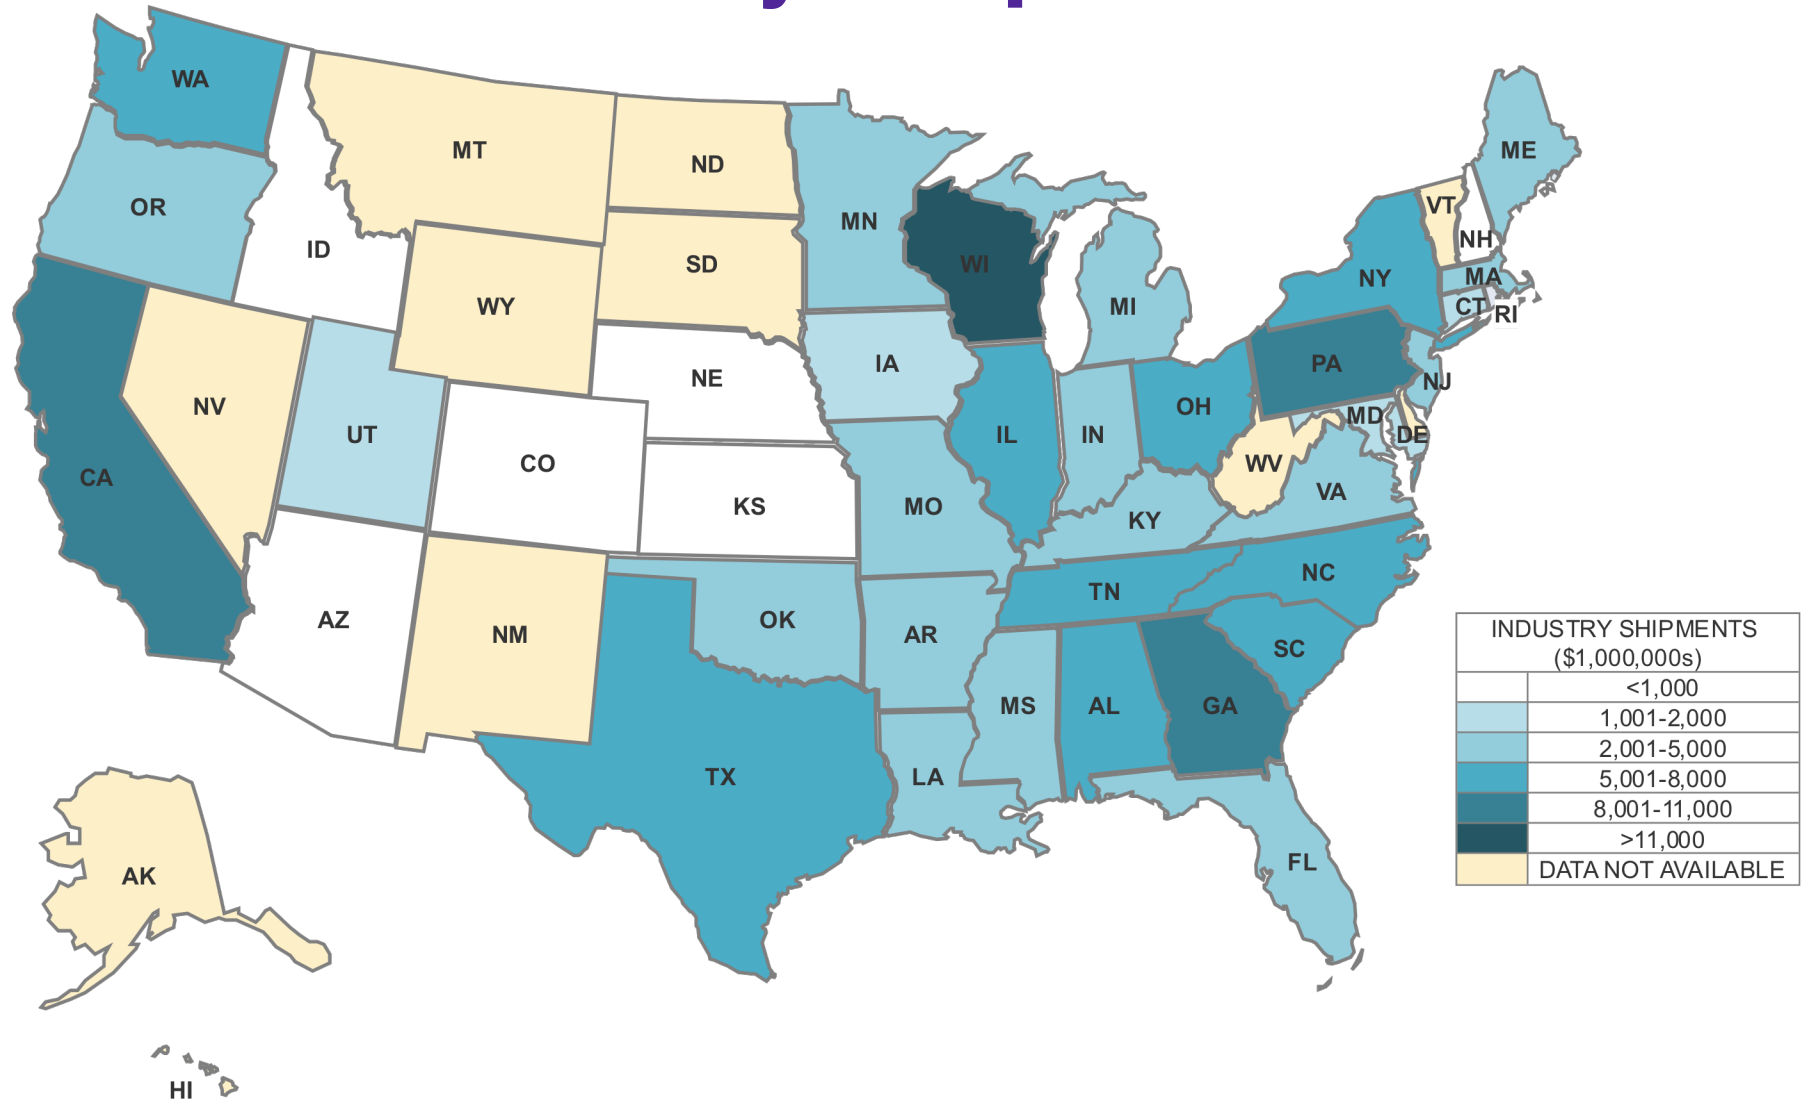 WA
MT
ND
ME
OR
MN
VT
ID
NH
SD
WI
NY
MA
WY
MI
CT
RI
NE
IA
PA
NJ
NV
OH
MD
UT
IL
IN
DE
CO
WV
CA
KS
MO
VA
KY
NC
TN
AZ
NM
OK
AR
SC
MS
AL
GA
TX
LA
FL
AK
HI
INDUSTRY SHIPMENTS
($1,000,000s)
<1,000
1,001-2,000
2,001-5,000
5,001-8,000
8,001-11,000
>11,000
DATA NOT AVAILABLE